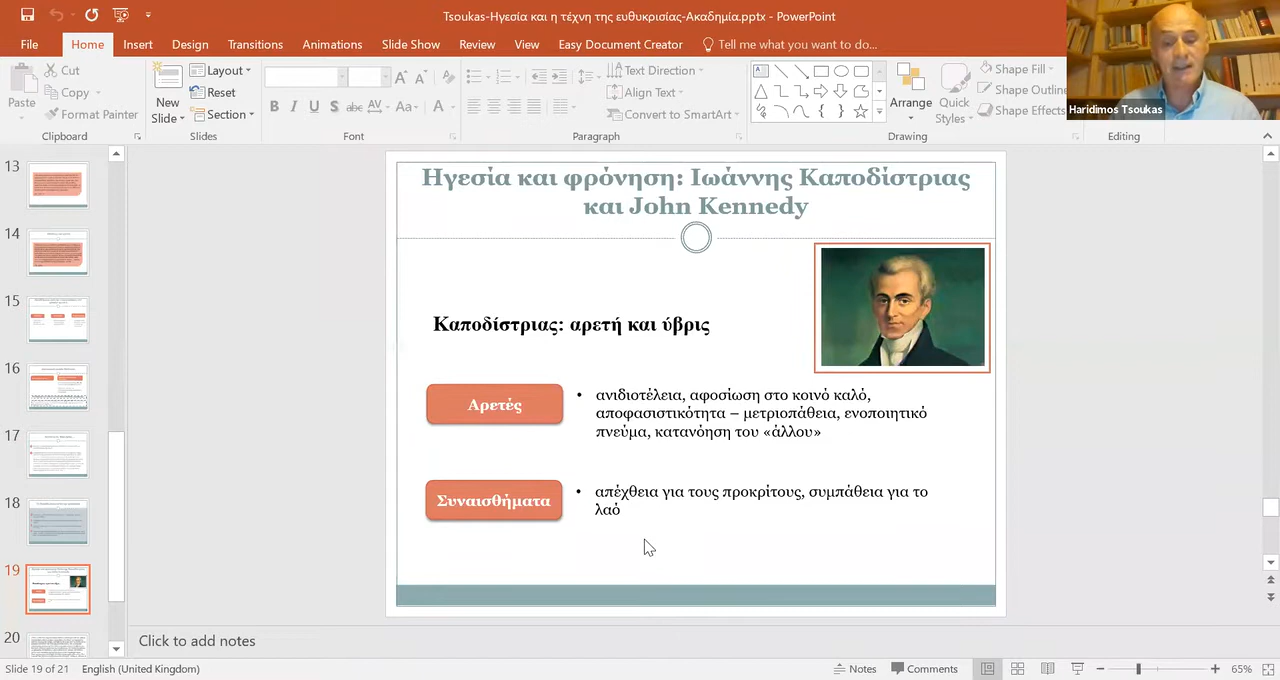 Tsoukas-Ηγεσία και η τέχνη της ευθυκρισίας-Ακαδημία.pptx - PowerPoint
File Home Insert Design Transitions Animations Slide Show Review View Easy Document Creator Tell me what you want to do...
Paste
Cut
Copy
Format Painter
Clipboard
New
Slide
Layout
Reset
Section
Slides
B I U S abc AV Aa A
Font
Text Direction
Align Text
Convert to SmartArt
Paragraph
Arrange
Quick
Styles
Shape Fill
Shape Outline
Shape Effects
Drawing
Editing
Haridimos Tsoukas
13
14
15
16
17
18
19
20
Ηγεσία και φρόνηση: Ιωάννης Καποδίστριας
και John Kennedy
Καποδίστριας: αρετή και ύβρις
Αρετές
• ανιδιοτέλεια, αφοσίωση στο κοινό καλό,
αποφασιστικότητα – μετριοπάθεια, ενοποιητικό
πνεύμα, κατανόηση του «άλλου»
Συναισθήματα
• απέχθεια για τους προκρίτους, συμπάθεια για το
λαό
Click to add notes
Slide 19 of 21 English (United Kingdom) Notes Comments 65%